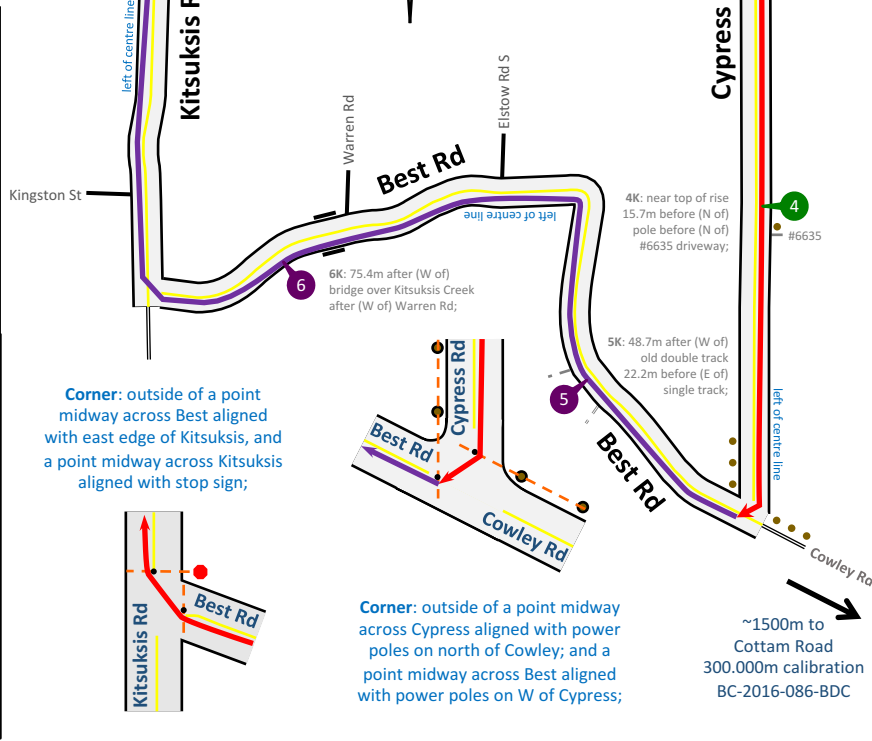 left of centre line
Kitsuksis R
Cypress
Kingston St
Warren Rd
Best Rd
Elstow Rd S
left of centre line
4K: near top of rise
15.7m before (N of)
pole before (N of)
#6635 driveway;
4
#6635
6
6K: 75.4m after (W of)
bridge over Kitsuksis Creek
after (W of) Warren Rd;
5K: 48.7m after (W of)
old double track
22.2m before (E of)
single track;
5
Best Rd
left of centre line
Cowley Rd
Corner: outside of a point
midway across Best aligned
with east edge of Kitsuksis, and
a point midway across Kitsuksis
aligned with stop sign;
Cypress Rd
Best Rd
Cowley Rd
Kitsuksis Rd
Best Rd
Corner: outside of a point midway
across Cypress aligned with power
poles on north of Cowley; and a
point midway across Best aligned
with power poles on W of Cypress;
~1500m to
Cottam Road
300.000m calibration
BC-2016-086-BDC